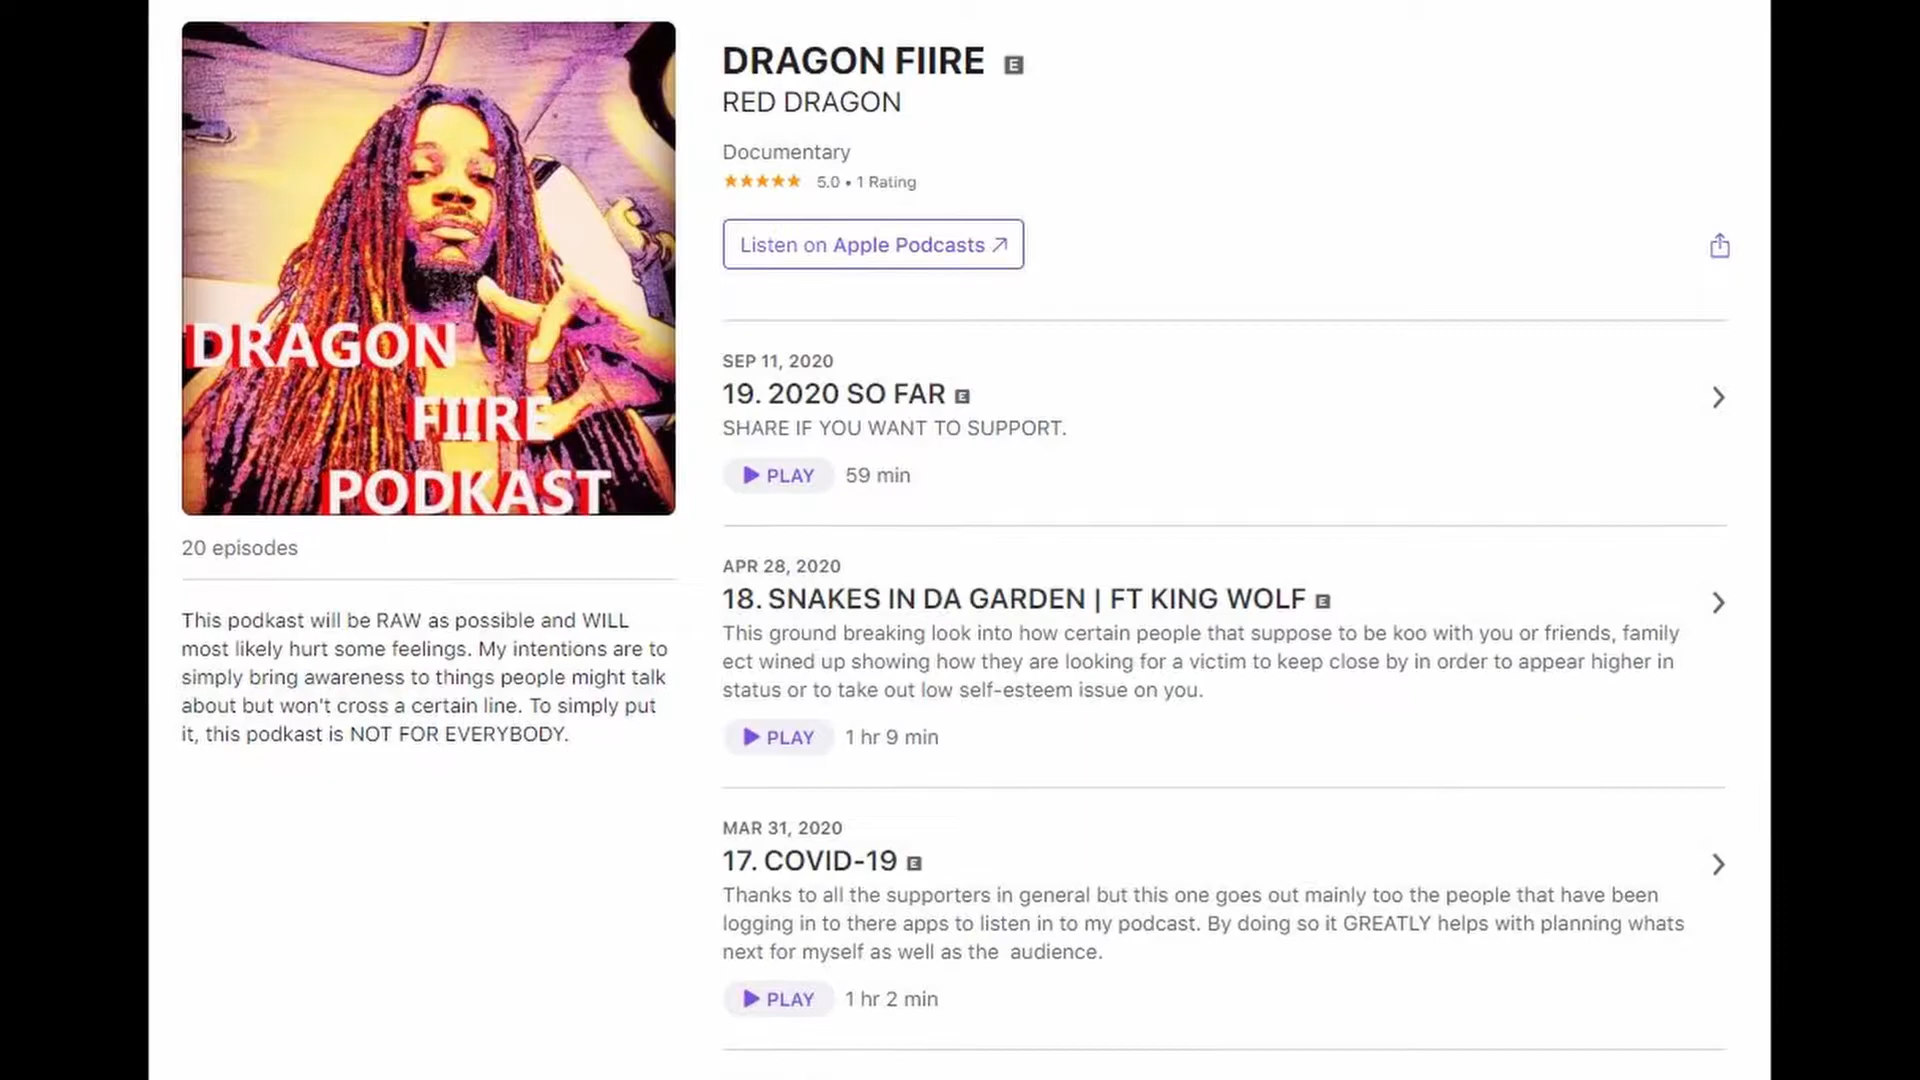 DRAGON
FIIRE
PODKAST
20 episodes
This podkast will be RAW as possible and WILL
most likely hurt some feelings. My intentions are to
simply bring awareness to things people might talk
about but won't cross a certain line. To simply put
it, this podkast is NOT FOR EVERYBODY.
DRAGON FIIRE E
RED DRAGON
Documentary
★★★★★ 5.0 • 1 Rating
Listen on Apple Podcasts ↗
SEP 11, 2020
19. 2020 SO FAR E
SHARE IF YOU WANT TO SUPPORT.
▶ PLAY 59 min
APR 28, 2020
18. SNAKES IN DA GARDEN | FT KING WOLF E
This ground breaking look into how certain people that suppose to be koo with you or friends, family
ect wined up showing how they are looking for a victim to keep close by in order to appear higher in
status or to take out low self-esteem issue on you.
▶ PLAY 1 hr 9 min
MAR 31, 2020
17. COVID-19 E
Thanks to all the supporters in general but this one goes out mainly too the people that have been
logging in to there apps to listen in to my podcast. By doing so it GREATLY helps with planning whats
next for myself as well as the  audience.
▶ PLAY 1 hr 2 min